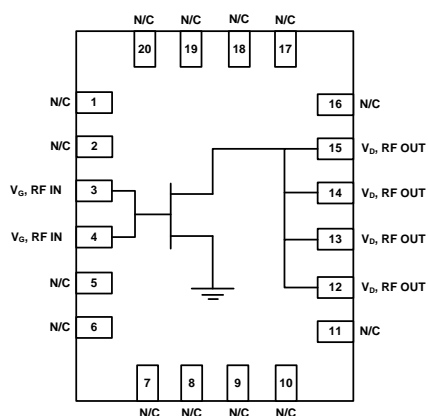 N/C N/C N/C N/C
20 19 18 17
N/C 1
N/C 2
V_G, RF IN 3
V_G, RF IN 4
N/C 5
N/C 6
16 N/C
15 V_D, RF OUT
14 V_D, RF OUT
13 V_D, RF OUT
12 V_D, RF OUT
11 N/C
7 8 9 10
N/C N/C N/C N/C